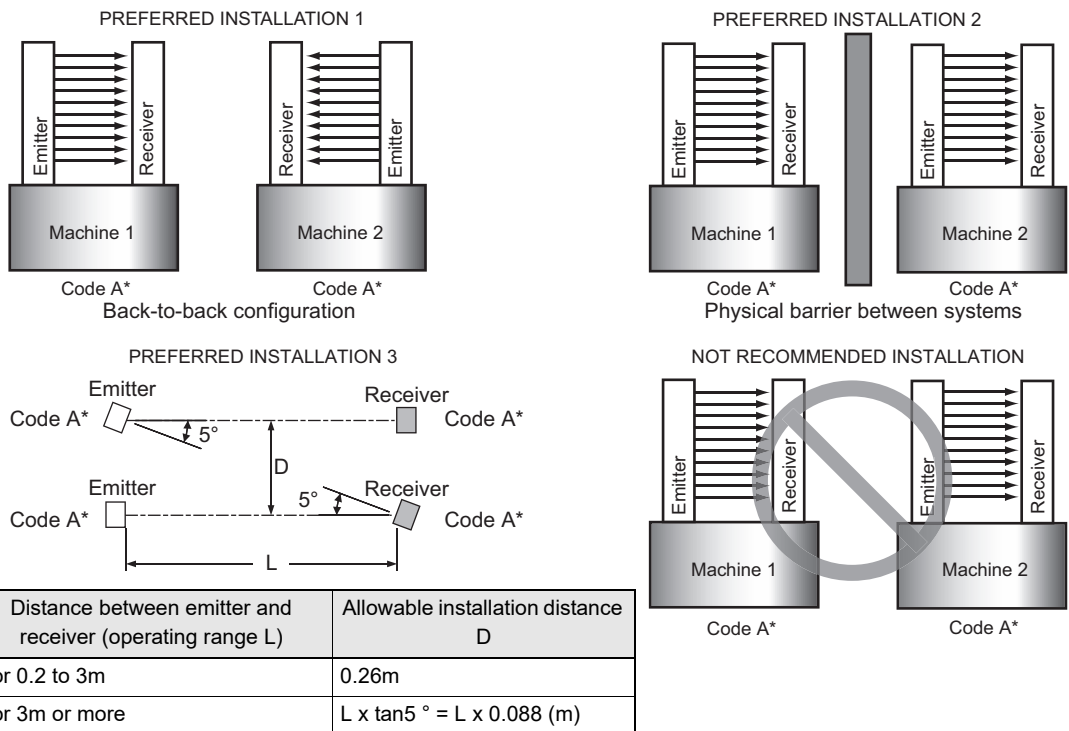 PREFERRED INSTALLATION 1
Emitter
Receiver
Receiver
Emitter
Machine 1
Machine 2
Code A*
Code A*
Back-to-back configuration
PREFERRED INSTALLATION 2
Emitter
Receiver
Emitter
Receiver
Machine 1
Machine 2
Code A*
Code A*
Physical barrier between systems
PREFERRED INSTALLATION 3
Emitter
Receiver
Code A*
Code A*
5°
D
Emitter
5°
Receiver
Code A*
Code A*
L
NOT RECOMMENDED INSTALLATION
Emitter
Receiver
Emitter
Receiver
Machine 1
Machine 2
Code A*
Code A*
Distance between emitter and
receiver (operating range L)
Allowable installation distance
D
or 0.2 to 3m
0.26m
or 3m or more
L x tan5 ° = L x 0.088 (m)